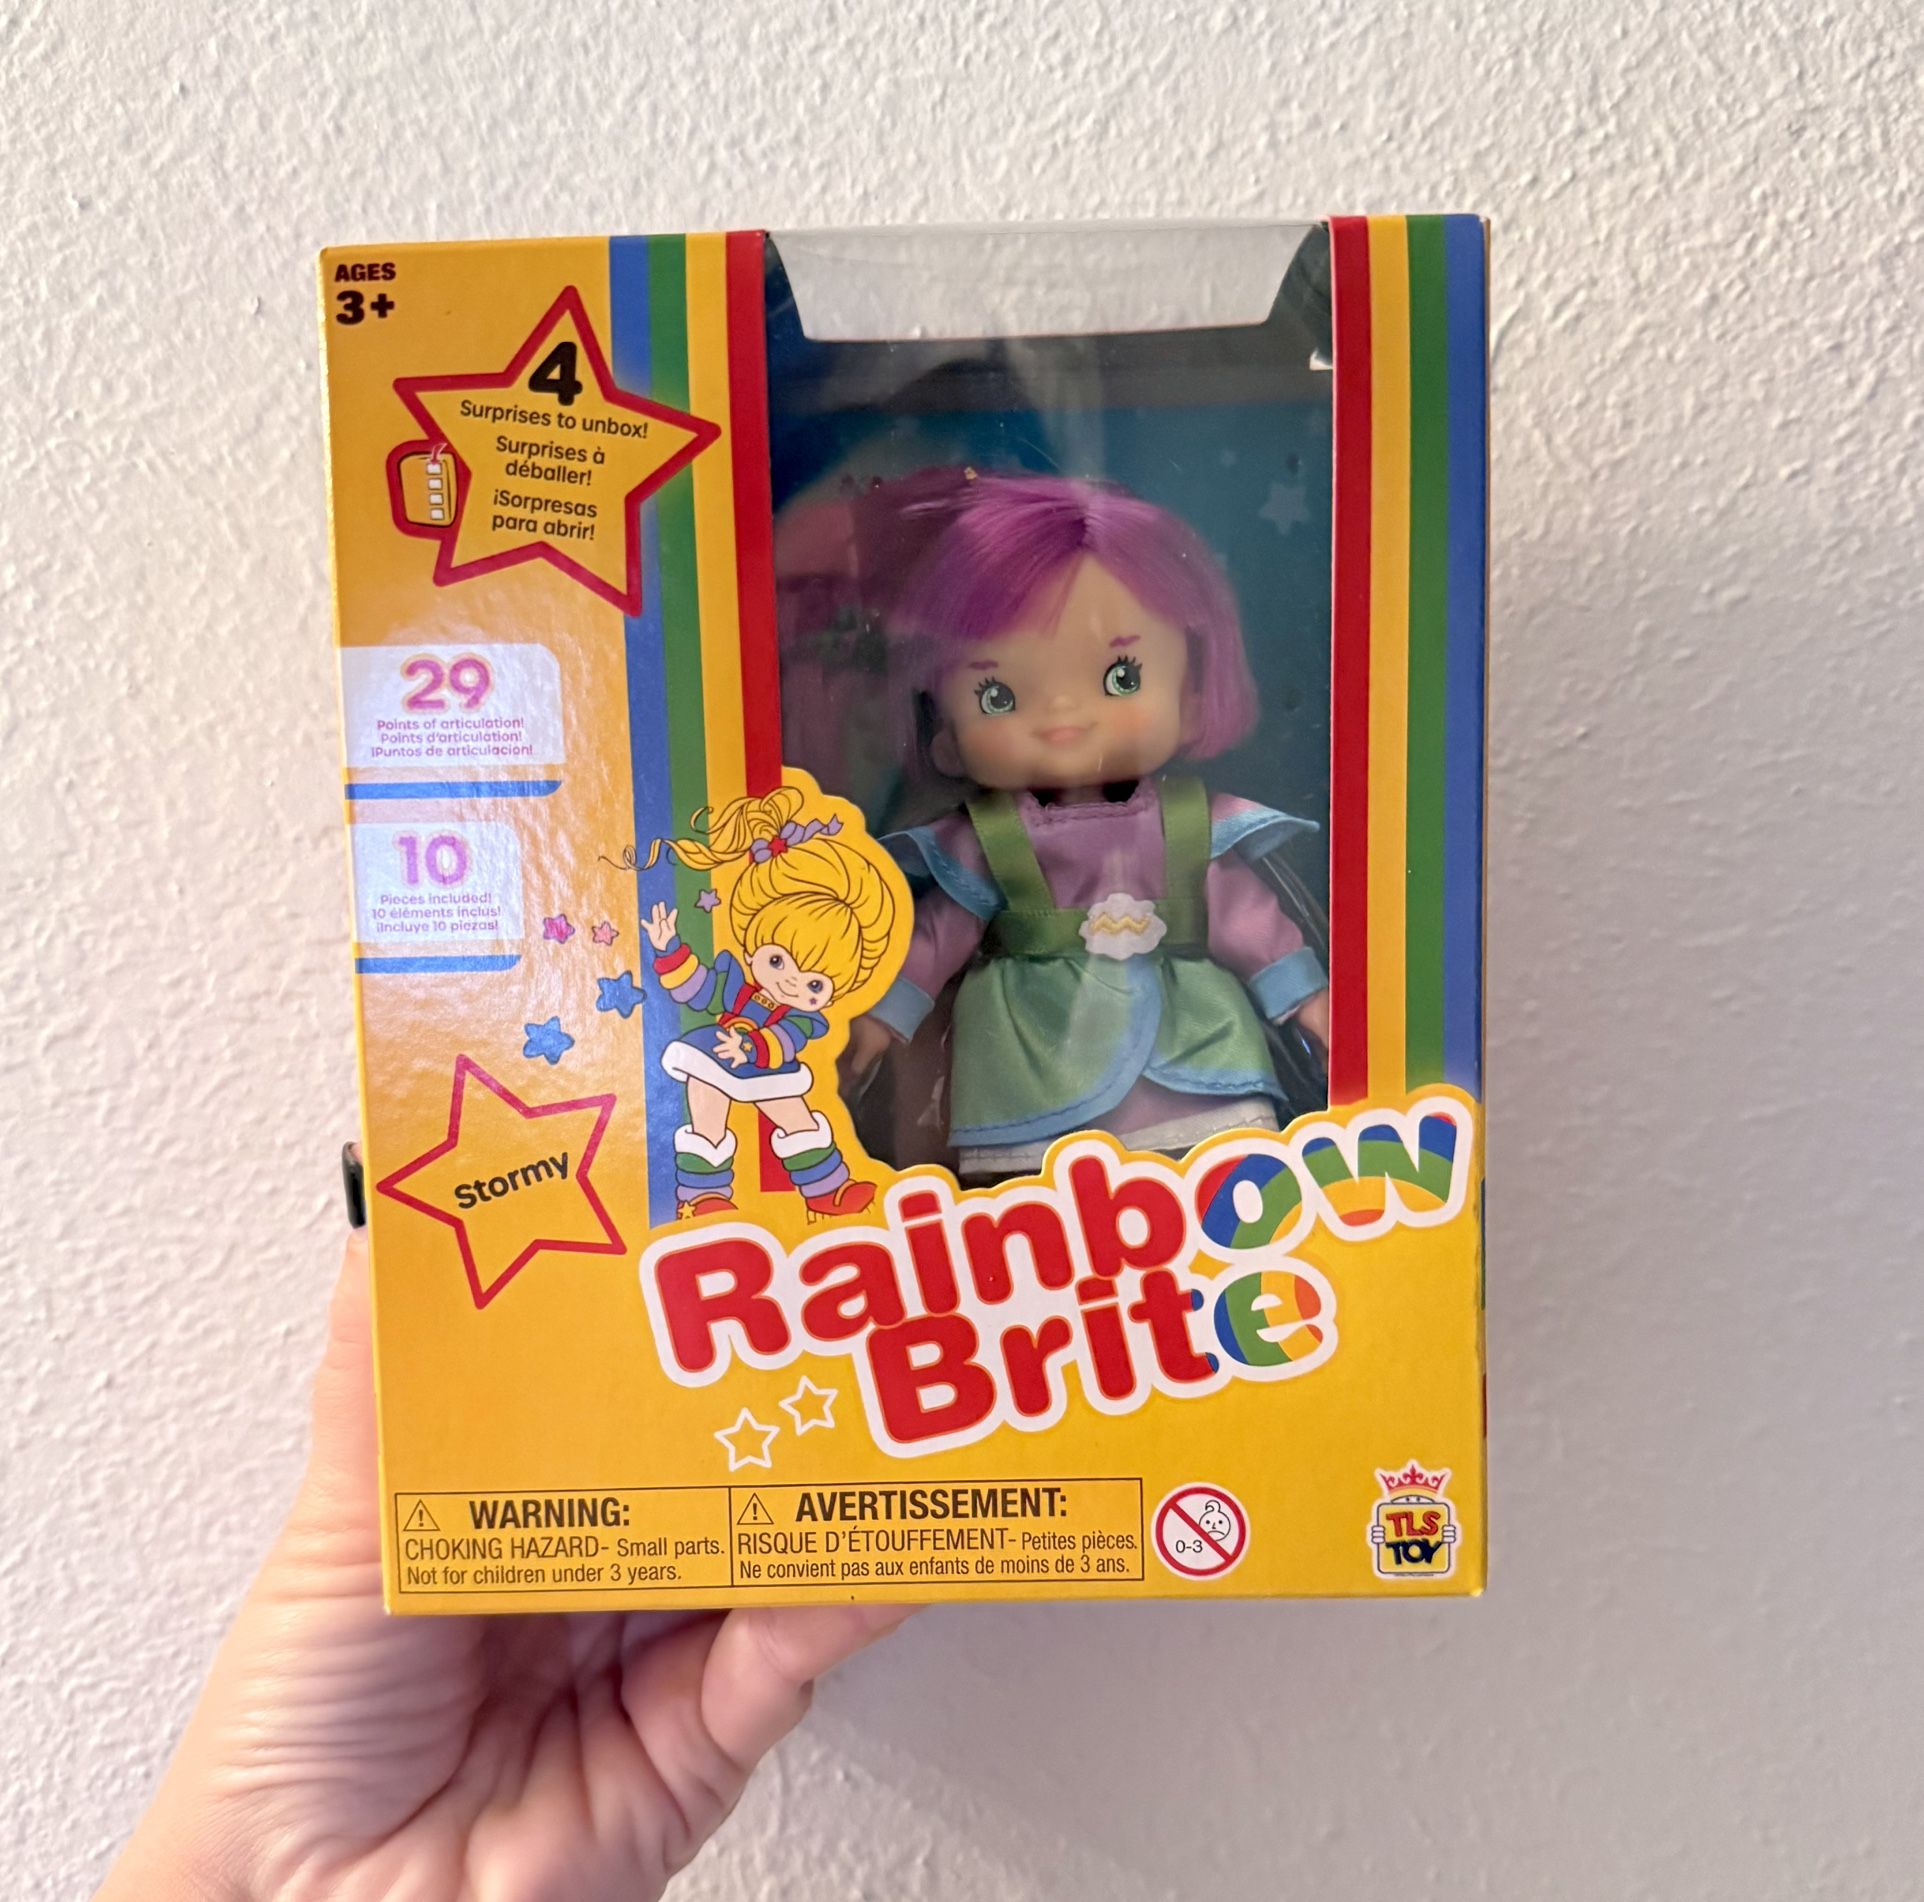 AGES
3+
4
Surprises to unbox!
Surprises à
déballer!
¡Sorpresas
para abrir!
29
Points of articulation!
Points d'articulation!
¡Puntos de articulacion!
10
Pieces included!
10 éléments inclus!
¡Incluye 10 piezas!
Stormy
Rainbow
Brite
WARNING:
CHOKING HAZARD- Small parts.
Not for children under 3 years.
AVERTISSEMENT:
RISQUE D'ÉTOUFFEMENT- Petites pièces.
Ne convient pas aux enfants de moins de 3 ans.
0-3
TLS
TOY